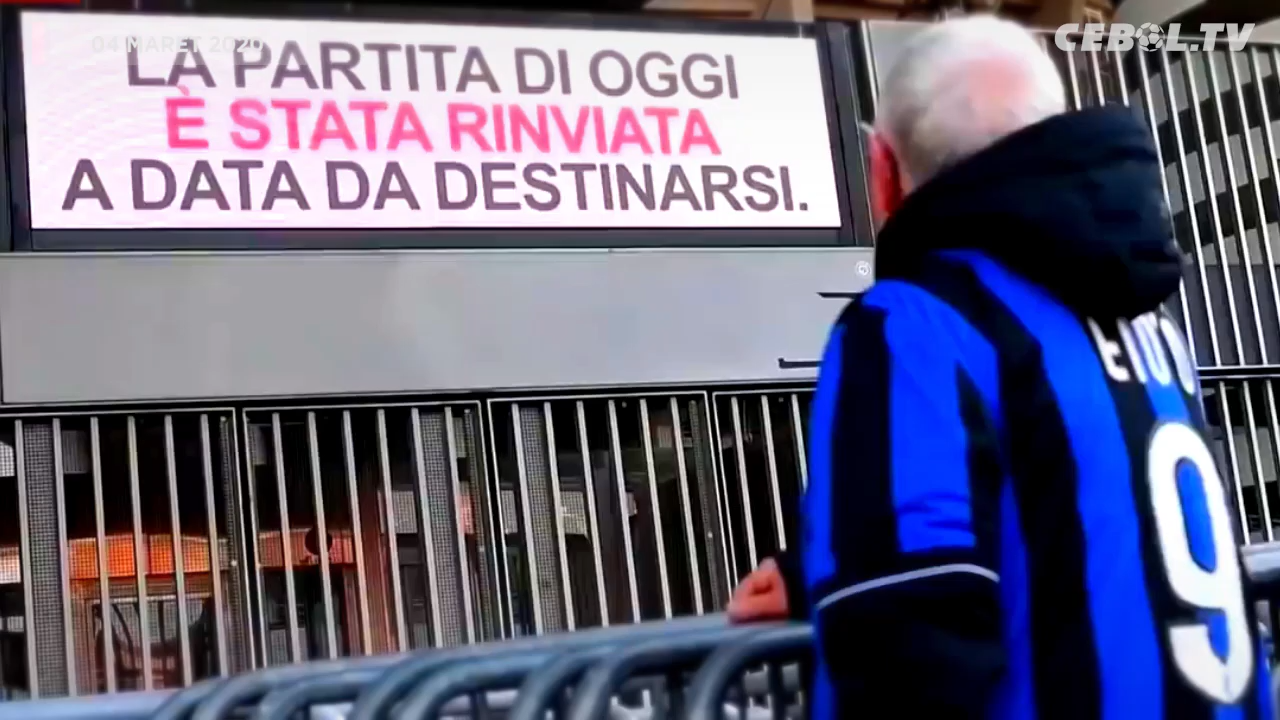 04 MARET 2020
CEBOL.TV
LA PARTITA DI OGGI
È STATA RINVIATA
A DATA DA DESTINARSI.
9